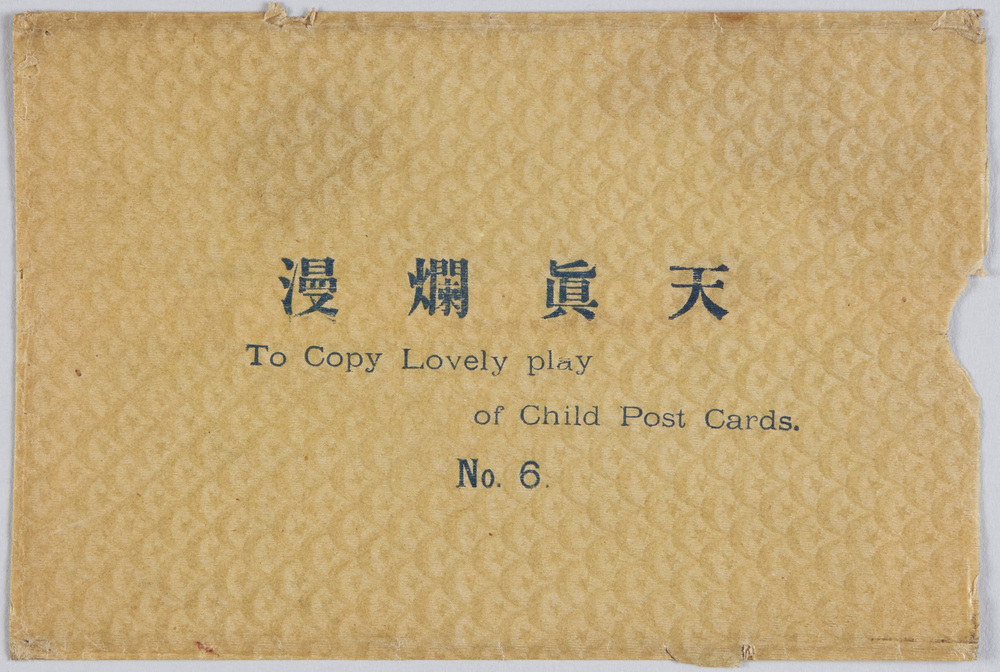 天眞爛漫
To Copy Lovely play
of Child Post Cards.
No. 6.